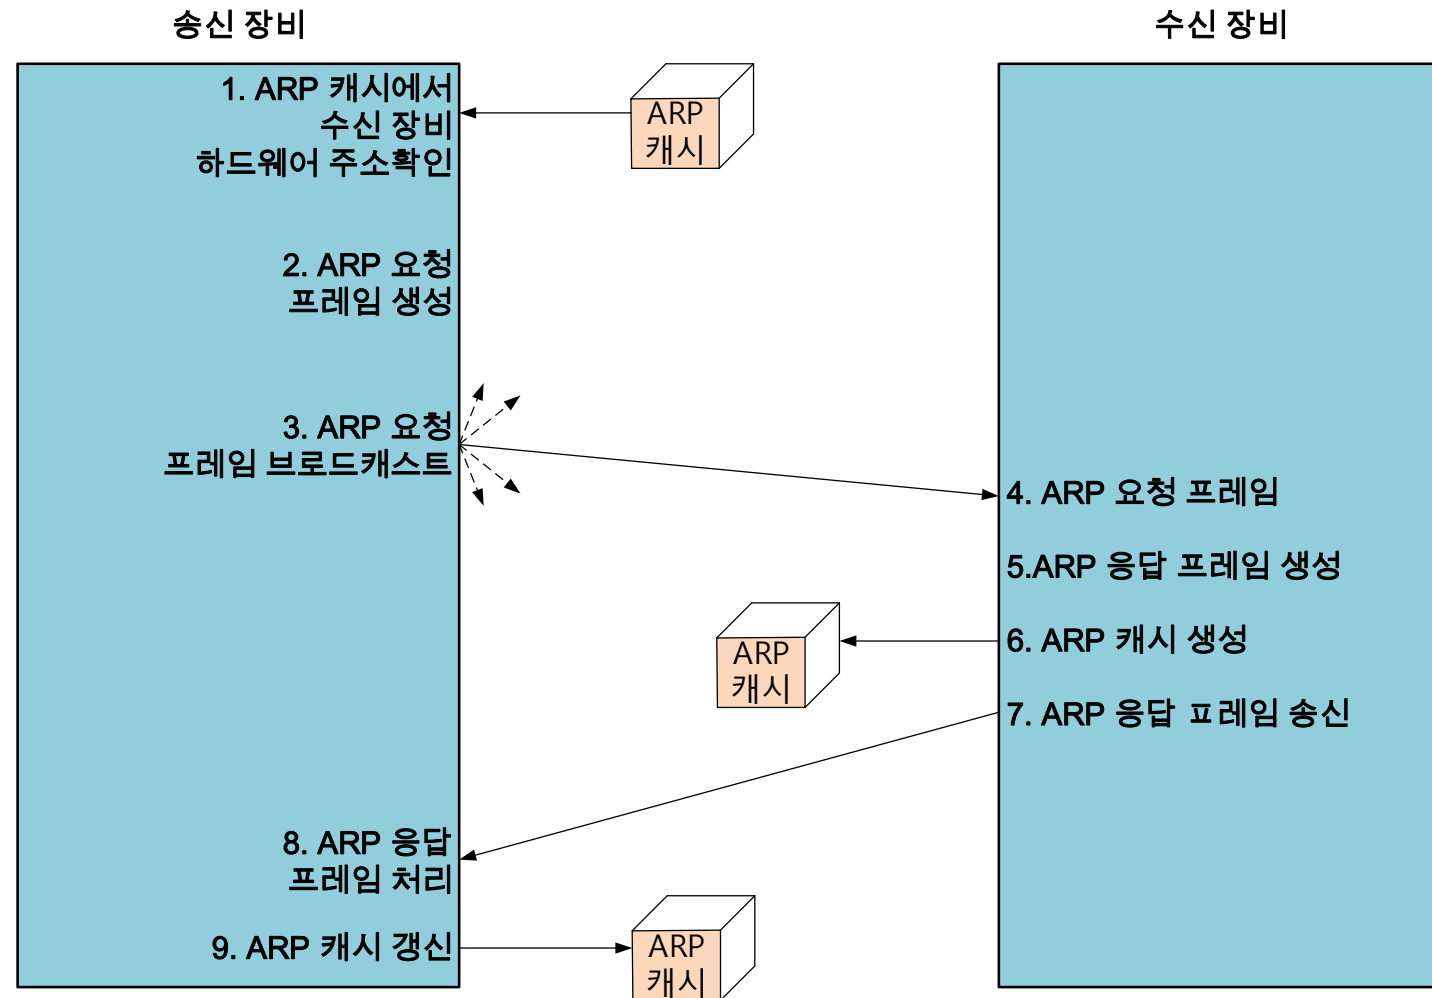 송신 장비
수신 장비
1. ARP 캐시에서
수신 장비
하드웨어 주소확인
ARP
캐시
2. ARP 요청
프레임 생성
3. ARP 요청
프레임 브로드캐스트
4. ARP 요청 프레임
5.ARP 응답 프레임 생성
ARP
캐시
6. ARP 캐시 생성
7. ARP 응답 프레임 송신
8. ARP 응답
프레임 처리
9. ARP 캐시 갱신
ARP
캐시